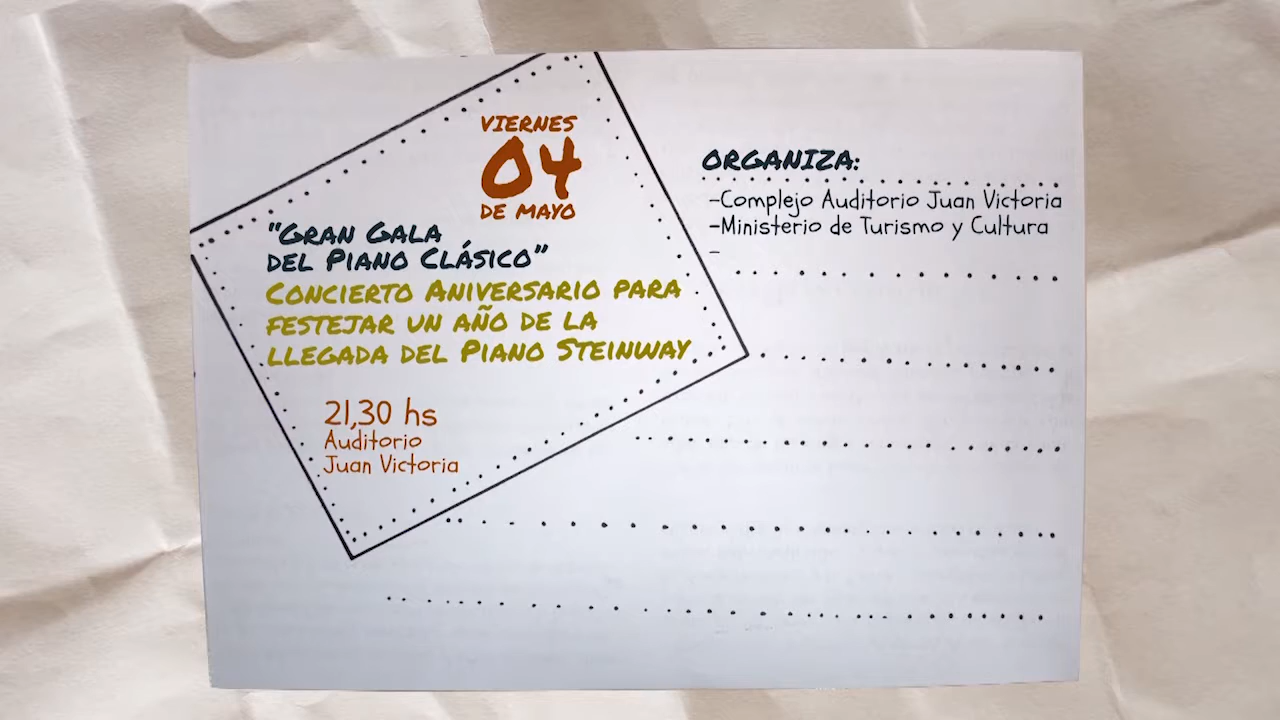 VIERNES
04
DE MAYO
"GRAN GALA
DEL PIANO CLÁSICO"
CONCIERTO ANIVERSARIO PARA
FESTEJAR UN AÑO DE LA
LLEGADA DEL PIANO STEINWAY
21,30 hs
Auditorio
Juan Victoria
ORGANIZA:
-Complejo Auditorio Juan Victoria
-Ministerio de Turismo y Cultura
-